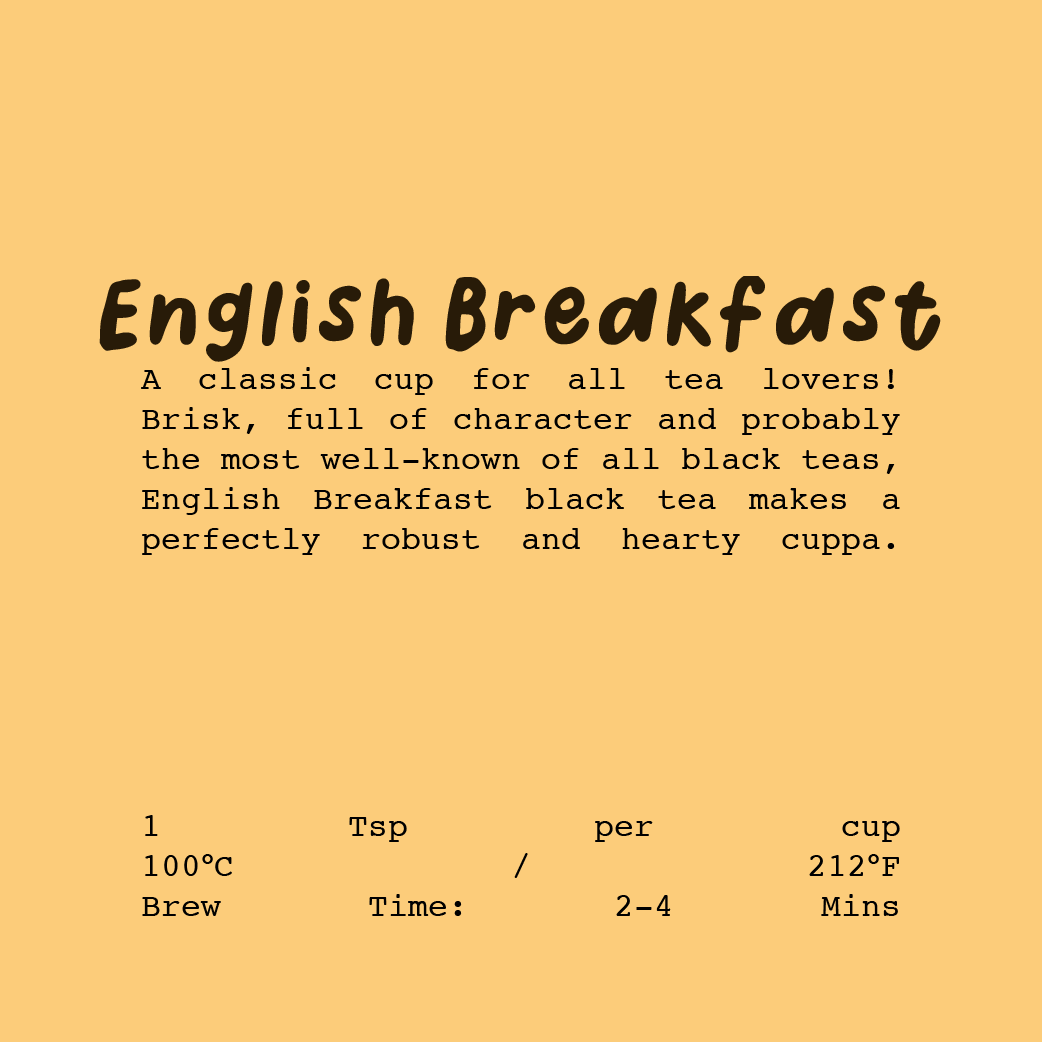 English Breakfast
A classic cup for all tea lovers!
Brisk, full of character and probably
the most well-known of all black teas,
English Breakfast black tea makes a
perfectly robust and hearty cuppa.
1 Tsp per cup
100°C / 212°F
Brew Time: 2-4 Mins